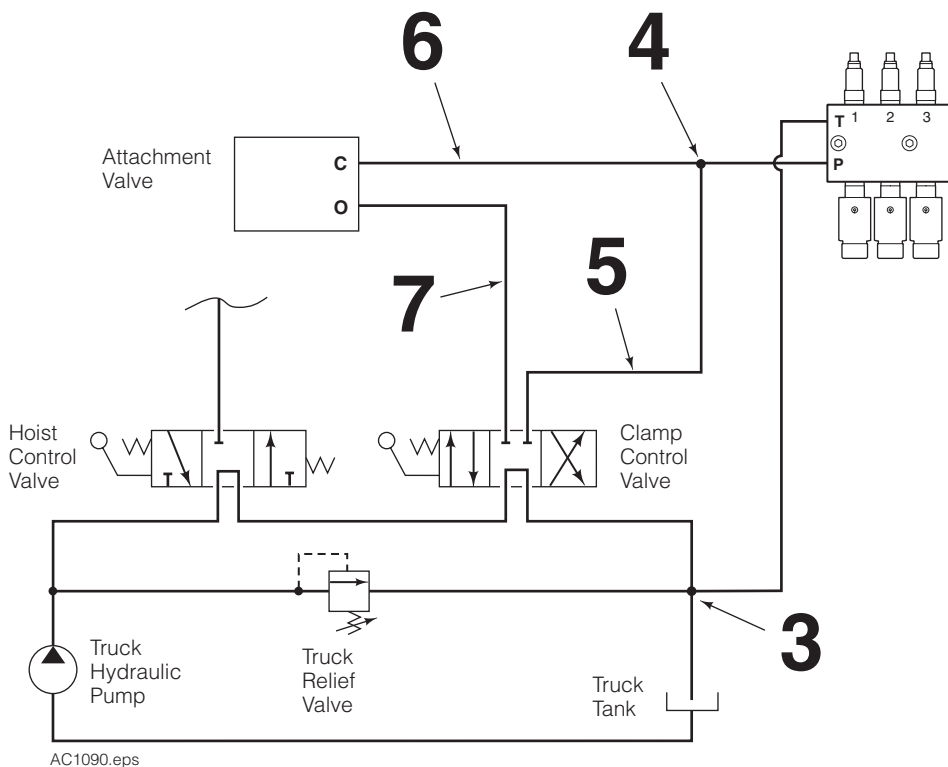 6
4
T 1 2 3
P
Attachment
Valve
C
O
7
5
Hoist
Control
Valve
Clamp
Control
Valve
3
Truck
Hydraulic
Pump
Truck
Relief
Valve
Truck
Tank
AC1090.eps